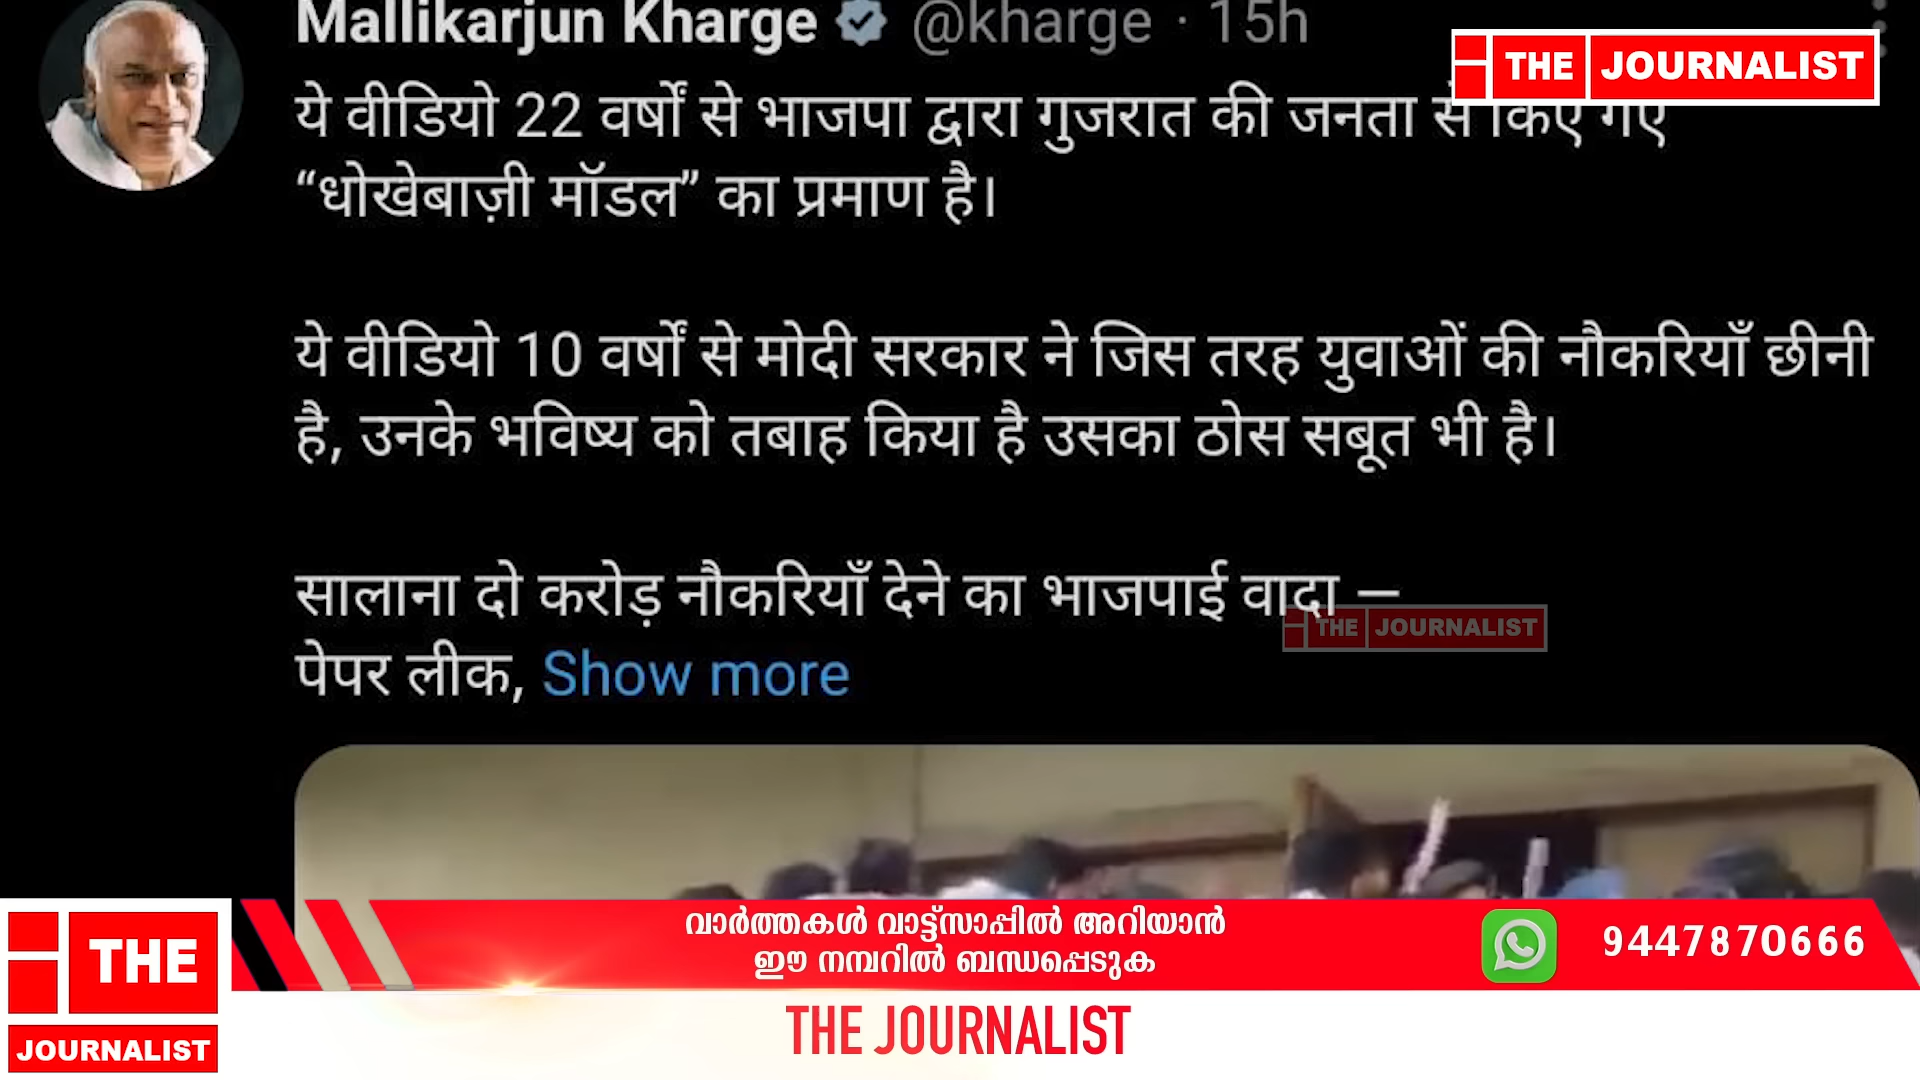 Mallikarjun Kharge @kharge · 15h
THE JOURNALIST
ये वीडियो 22 वर्षों से भाजपा द्वारा गुजरात की जनता से किए गए
“धोखेबाज़ी मॉडल” का प्रमाण है।
ये वीडियो 10 वर्षों से मोदी सरकार ने जिस तरह युवाओं की नौकरियाँ छीनी
है, उनके भविष्य को तबाह किया है उसका ठोस सबूत भी है।
सालाना दो करोड़ नौकरियाँ देने का भाजपाई वादा —
THE JOURNALIST
पेपर लीक, Show more
വാർത്തകൾ വാട്ട്സാപ്പിൽ അറിയാൻ
ഈ നമ്പറിൽ ബന്ധപ്പെടുക
9447870666
THE
JOURNALIST
THE JOURNALIST